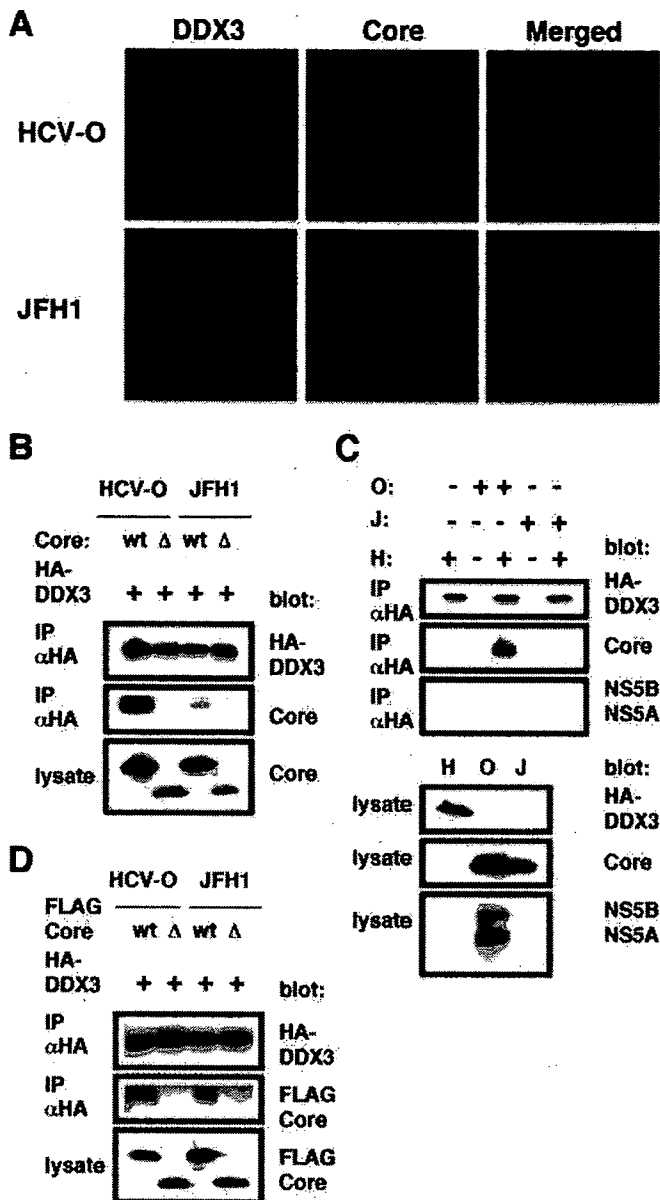 A
DDX3 Core Merged
HCV-O
JFH1
B
HCV-O JFH1
Core: wt Δ wt Δ
HA-
DDX3 + + + + blot:
IP
αHA
HA-
DDX3
IP
αHA
Core
lysate Core
C
O: - + + - -
J: - - - + +
H: + - + - + blot:
IP
αHA
HA-
DDX3
IP
αHA
Core
IP
αHA
NS5B
NS5A
H O J blot:
lysate HA-
DDX3
lysate Core
lysate NS5B
NS5A
D
HCV-O JFH1
FLAG
Core wt Δ wt Δ
HA-
DDX3 + + + + blot:
IP
αHA
HA-
DDX3
IP
αHA
FLAG
Core
lysate FLAG
Core